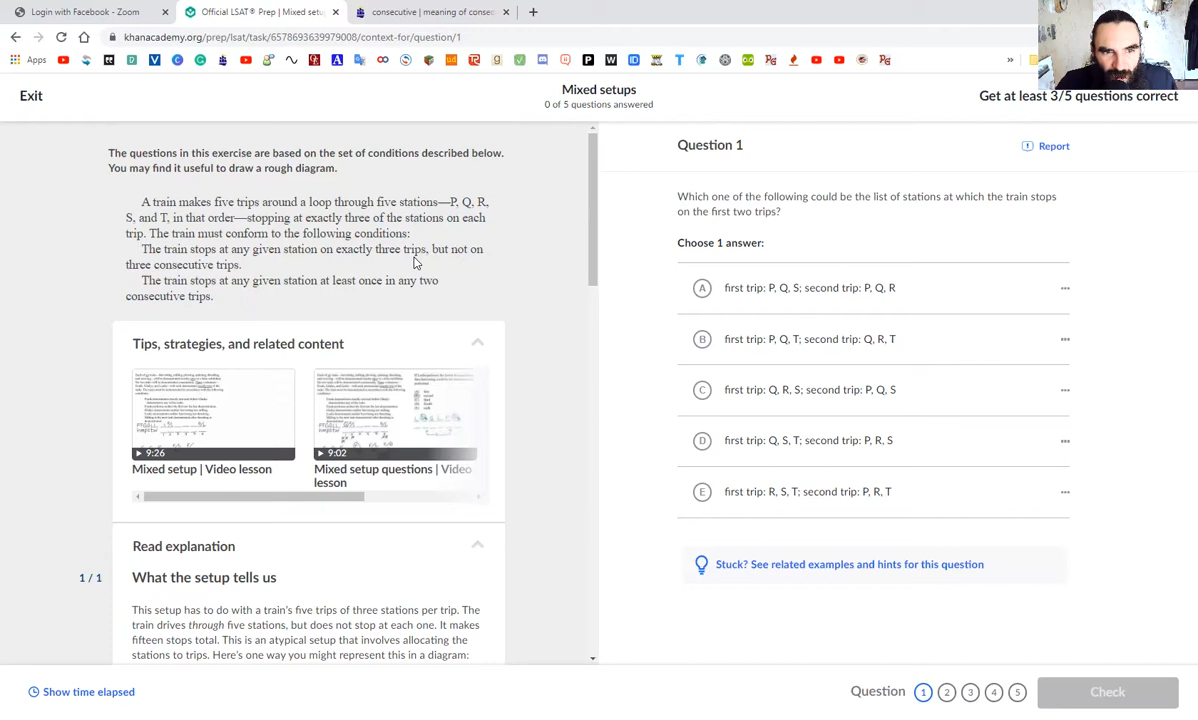 Login with Facebook - Zoom
Official LSAT® Prep | Mixed setu
consecutive | meaning of consec
khanacademy.org/prep/lsat/task/6578693639979008/context-for/question/1
Apps
Exit
Mixed setups
0 of 5 questions answered
Get at least 3/5 questions correct
The questions in this exercise are based on the set of conditions described below.
You may find it useful to draw a rough diagram.
A train makes five trips around a loop through five stations—P, Q, R,
S, and T, in that order—stopping at exactly three of the stations on each
trip. The train must conform to the following conditions:
The train stops at any given station on exactly three trips, but not on
three consecutive trips.
The train stops at any given station at least once in any two
consecutive trips.
Tips, strategies, and related content
9:26
9:02
Mixed setup | Video lesson
Mixed setup questions | Video
lesson
Read explanation
1 / 1
What the setup tells us
This setup has to do with a train's five trips of three stations per trip. The
train drives through five stations, but does not stop at each one. It makes
fifteen stops total. This is an atypical setup that involves allocating the
stations to trips. Here's one way you might represent this in a diagram:
Question 1
Report
Which one of the following could be the list of stations at which the train stops
on the first two trips?
Choose 1 answer:
A first trip: P, Q, S; second trip: P, Q, R
B first trip: P, Q, T; second trip: Q, R, T
C first trip: Q, R, S; second trip: P, Q, S
D first trip: Q, S, T; second trip: P, R, S
E first trip: R, S, T; second trip: P, R, T
Stuck? See related examples and hints for this question
Show time elapsed
Question 1 2 3 4 5
Check